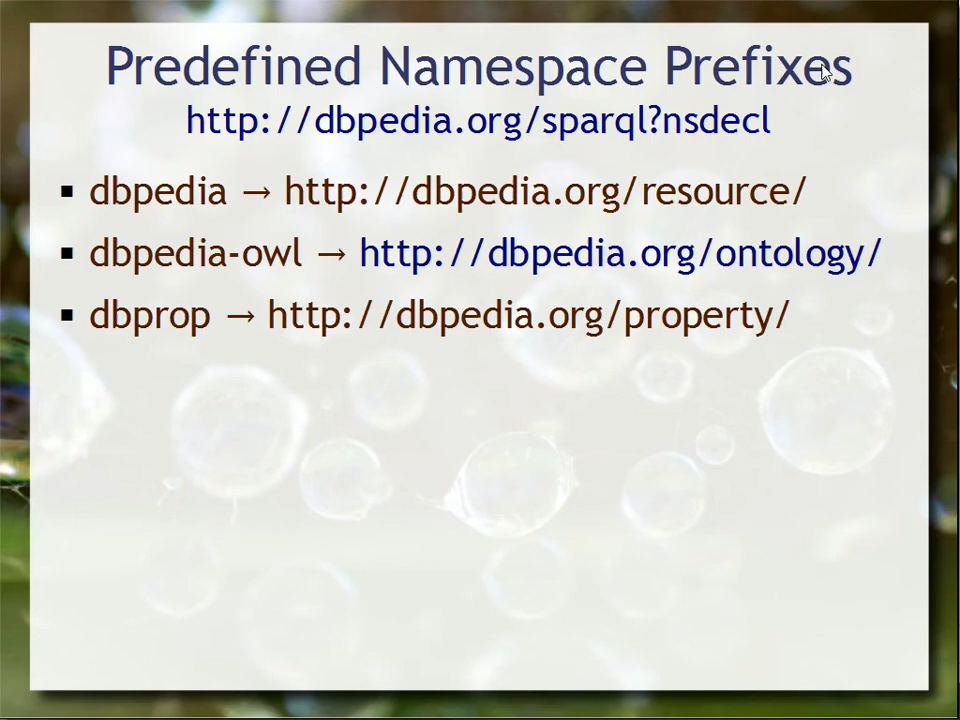 Predefined Namespace Prefixes
http://dbpedia.org/sparql?nsdecl
▪ dbpedia → http://dbpedia.org/resource/
▪ dbpedia-owl → http://dbpedia.org/ontology/
▪ dbprop → http://dbpedia.org/property/